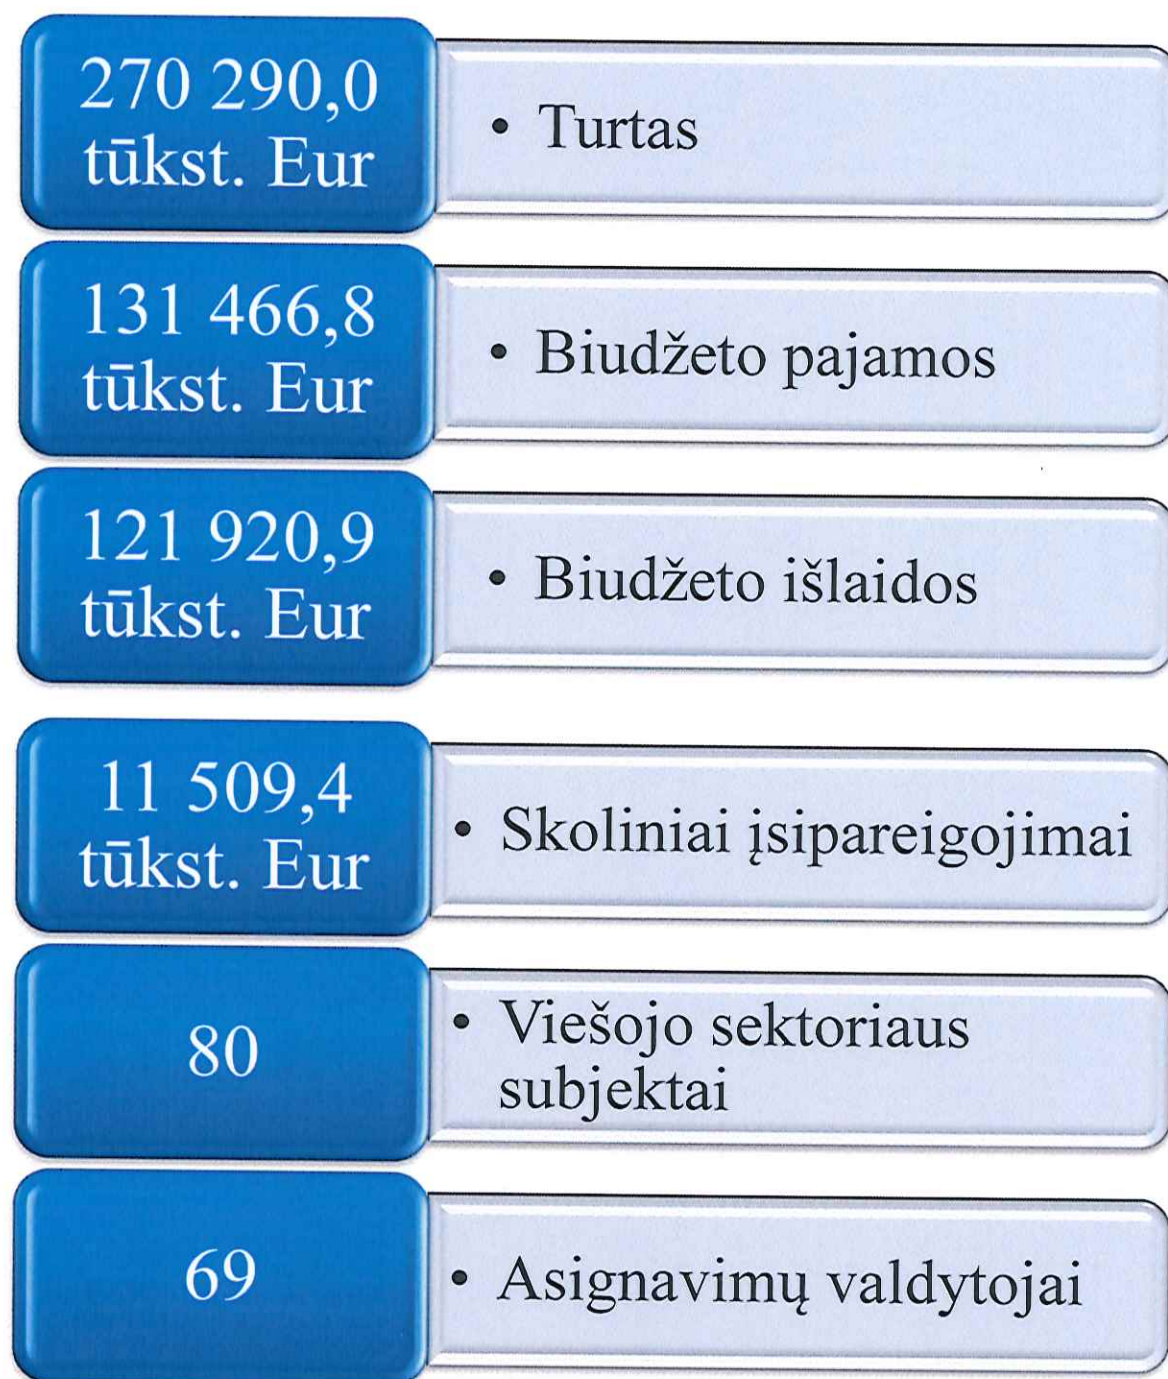 270 290,0
tūkst. Eur
• Turtas
131 466,8
tūkst. Eur
• Biudžeto pajamos
121 920,9
tūkst. Eur
• Biudžeto išlaidos
11 509,4
tūkst. Eur
• Skoliniai įsipareigojimai
80
• Viešojo sektoriaus
subjektai
69
• Asignavimų valdytojai